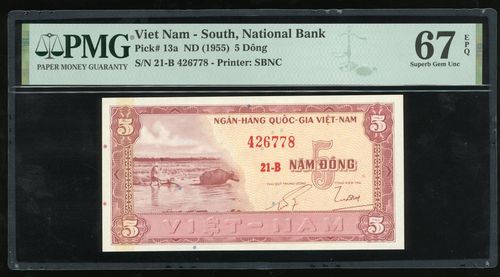 PMG
PAPER MONEY GUARANTY
Viet Nam - South, National Bank
Pick# 13a ND (1955) 5 Dông
S/N 21-B 426778 - Printer: SBNC
67
EPQ
Superb Gem Unc
5
5
NGÂN-HÀNG QUỐC-GIA VIỆT-NAM
426778
5
21-B
NĂM ĐỒNG
5
VIỆT-NAM
5